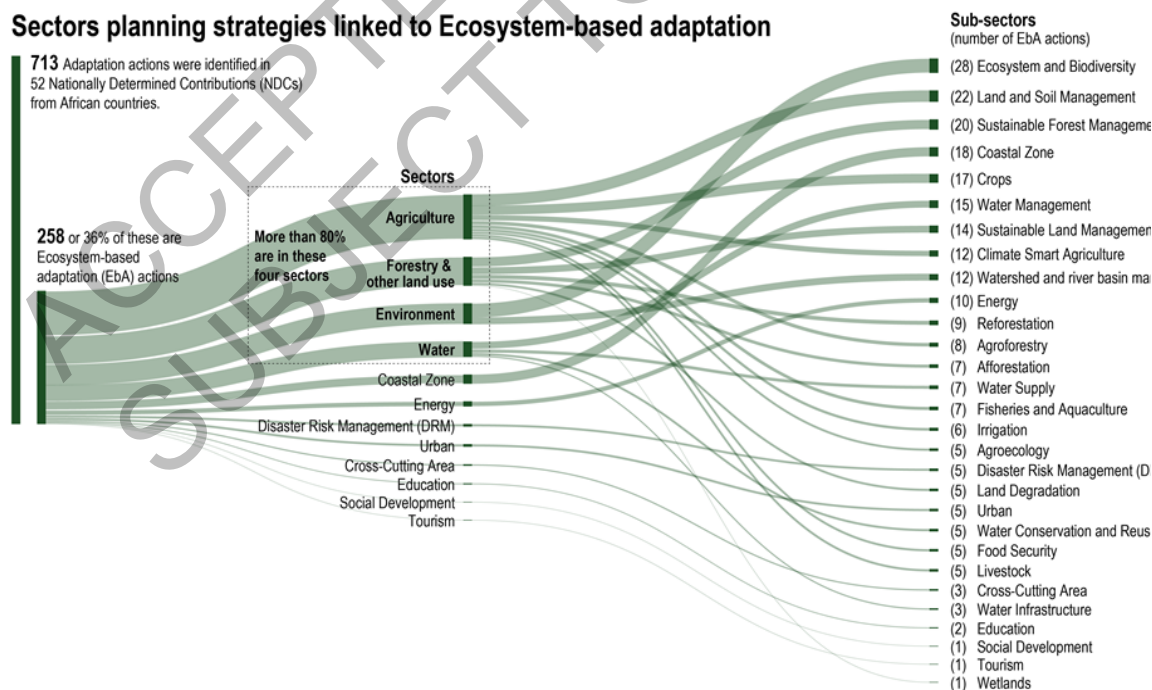 Sectors planning strategies linked to Ecosystem-based adaptation
713 Adaptation actions were identified in
52 Nationally Determined Contributions (NDCs)
from African countries.
258 or 36% of these are
Ecosystem-based
adaptation (EbA) actions
More than 80%
are in these
four sectors
Sectors
Agriculture
Forestry &
other land use
Environment
Water
Coastal Zone
Energy
Disaster Risk Management (DRM)
Urban
Cross-Cutting Area
Education
Social Development
Tourism
Sub-sectors
(number of EbA actions)
(28) Ecosystem and Biodiversity
(22) Land and Soil Management
(20) Sustainable Forest Manageme
(18) Coastal Zone
(17) Crops
(15) Water Management
(14) Sustainable Land Managemen
(12) Climate Smart Agriculture
(12) Watershed and river basin ma
(10) Energy
(9) Reforestation
(8) Agroforestry
(7) Afforestation
(7) Water Supply
(7) Fisheries and Aquaculture
(6) Irrigation
(5) Agroecology
(5) Disaster Risk Management (D
(5) Land Degradation
(5) Urban
(5) Water Conservation and Reus
(5) Food Security
(5) Livestock
(3) Cross-Cutting Area
(3) Water Infrastructure
(2) Education
(1) Social Development
(1) Tourism
(1) Wetlands
ACCEPTE
SUBJECT TO